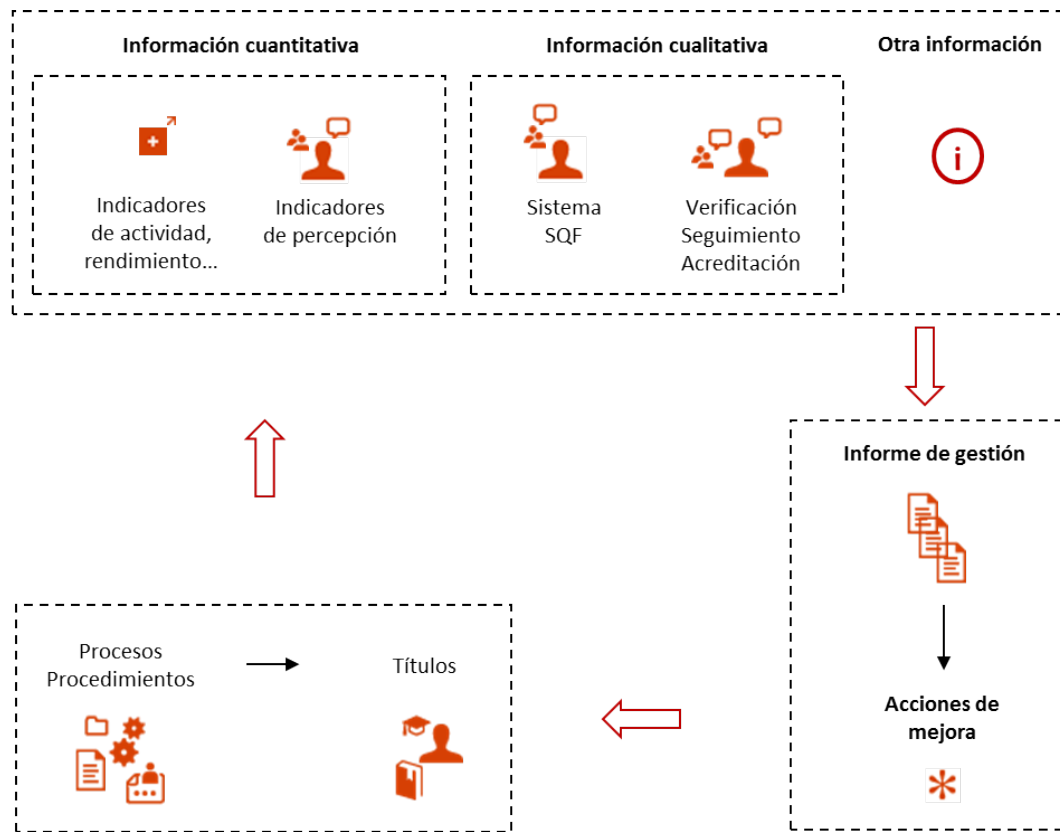 Información cuantitativa
Información cualitativa
Otra información
Indicadores
de actividad,
rendimiento...
Indicadores
de percepción
Sistema
SQF
Verificación
Seguimiento
Acreditación
i
Informe de gestión
Acciones de
mejora
Procesos
Procedimientos
Títulos